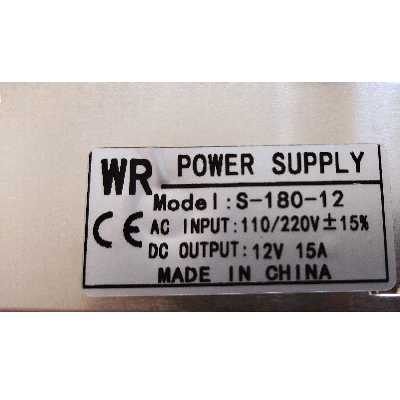 WR POWER SUPPLY
Model:S-180-12
CE AC INPUT:110/220V±15%
DC OUTPUT:12V 15A
MADE IN CHINA